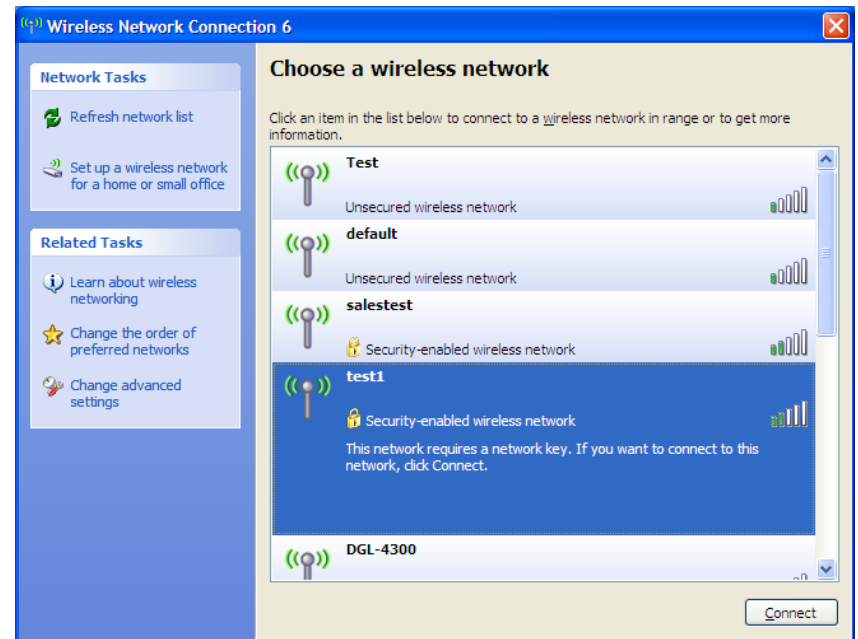 Wireless Network Connection 6
Network Tasks
Refresh network list
Set up a wireless network
for a home or small office
Related Tasks
Learn about wireless
networking
Change the order of
preferred networks
Change advanced
settings
Choose a wireless network
Click an item in the list below to connect to a wireless network in range or to get more
information.
Test
Unsecured wireless network
default
Unsecured wireless network
salestest
Security-enabled wireless network
test1
Security-enabled wireless network
This network requires a network key. If you want to connect to this
network, click Connect.
DGL-4300
Connect